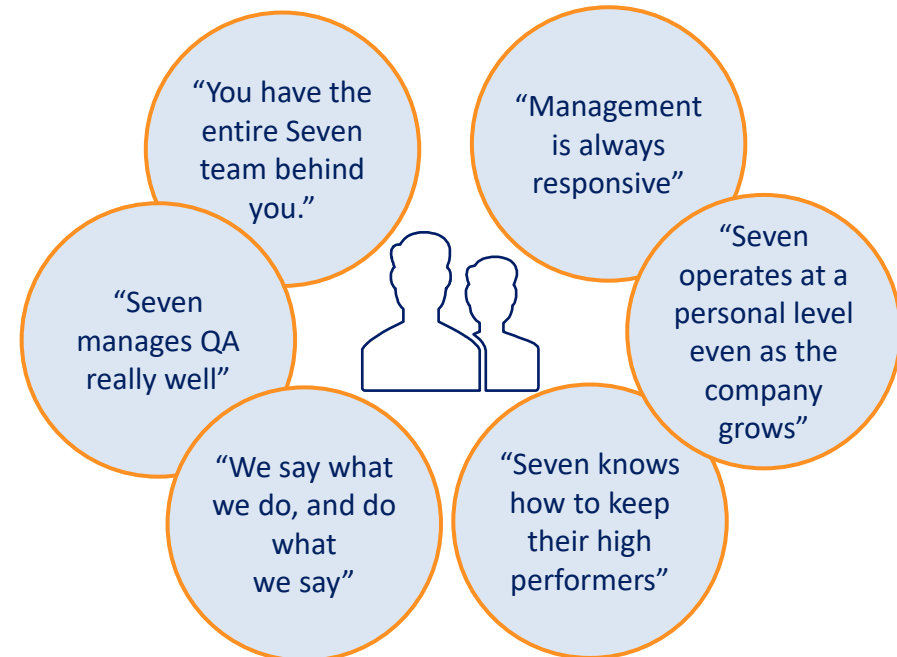 “You have the
entire Seven
team behind
you.”
“Management
is always
responsive”
“Seven
operates at a
personal level
even as the
company
grows”
“Seven knows
how to keep
their high
performers”
“We say what
we do, and do
what
we say”
“Seven
manages QA
really well”